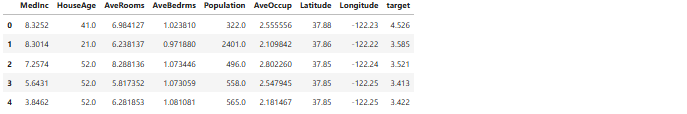 MedInc HouseAge AveRooms AveBedrms Population AveOccup Latitude Longitude target
0 8.3252 41.0 6.984127 1.023810 322.0 2.555556 37.88 -122.23 4.526
1 8.3014 21.0 6.238137 0.971880 2401.0 2.109842 37.86 -122.22 3.585
2 7.2574 52.0 8.288136 1.073446 496.0 2.802260 37.85 -122.24 3.521
3 5.6431 52.0 5.817352 1.073059 558.0 2.547945 37.85 -122.25 3.413
4 3.8462 52.0 6.281853 1.081081 565.0 2.181467 37.85 -122.25 3.422